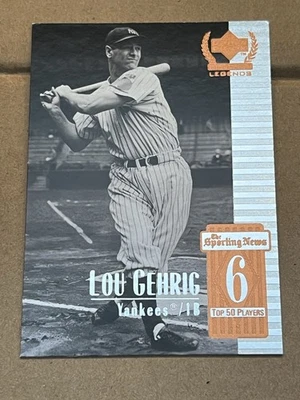 LEGENDS
The
Sporting News
6
TOP 50 PLAYERS
LOU GEHRIG
Yankees®/1B